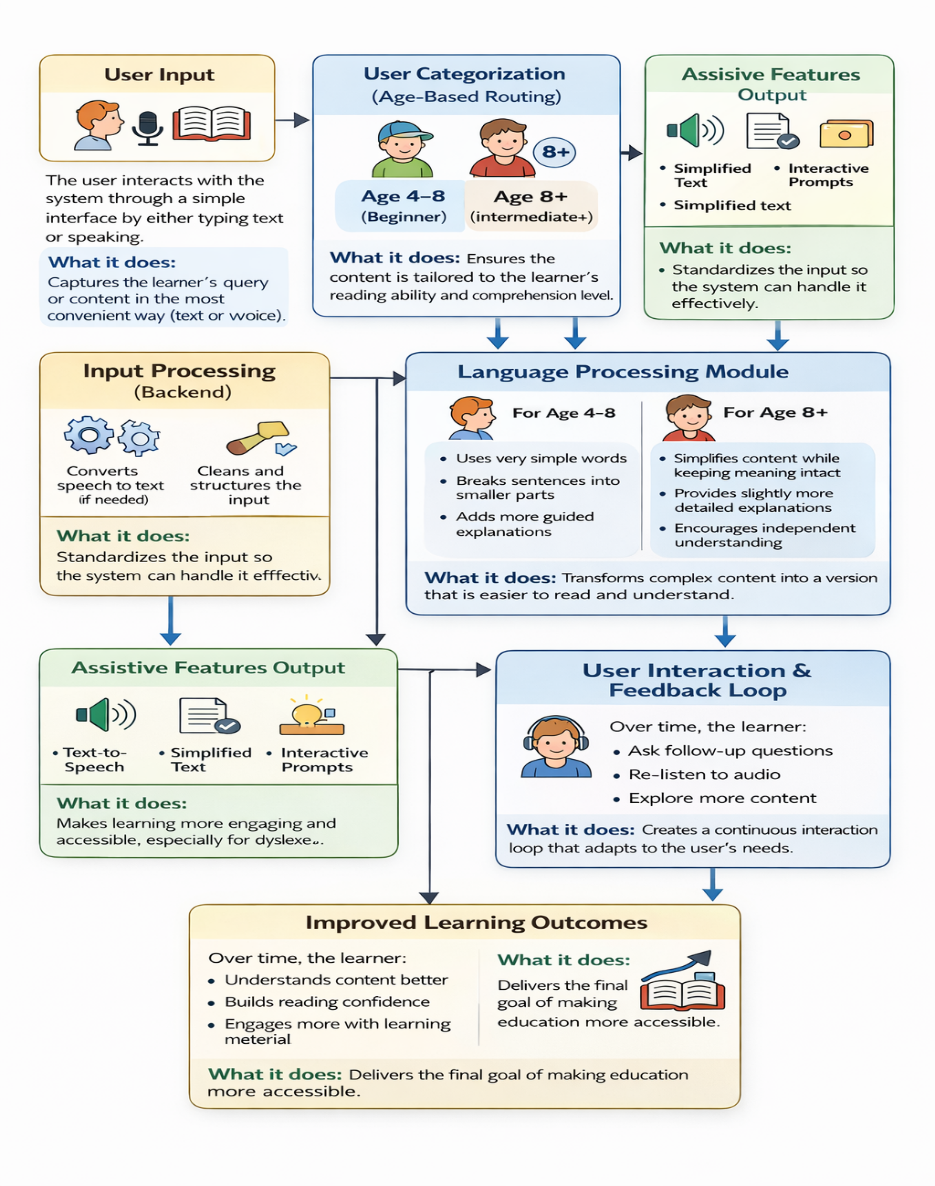 User Input
The user interacts with the
system through a simple
interface by either typing text
or speaking.
What it does:
Captures the learner's query
or content in the most
convenient way (text or vvoice).
User Categorization
(Age-Based Routing)
8+
Age 4–8
(Beginner)
Age 8+
(intermediate+)
What it does: Ensures the
content is tailored to the learner's
reading ability and comprehension level.
Assisive Features
Output
• Simplified
Text
• Interactive
Prompts
• Simplified text
What it does:
• Standardizes the input so
the system can handle it
effectively.
Input Processing
(Backend)
Converts
speech to text
(if needed)
Cleans and
structures the
input
What it does:
Standardizes the input so
the system can handle it efffectiv.
Language Processing Module
For Age 4–8
• Uses very simple words
• Breaks sentences into
smaller parts
• Adds more guided
explanations
For Age 8+
• Simplifies content while
keeping meaning intact
• Provides slightly more
detailed explanations
• Encourages independent
understanding
What it does: Transforms complex content into a version
that is easier to read and understand.
Assistive Features Output
• Text-to-
Speech
• Simplified
Text
• Interactive
Prompts
What it does:
Makes learning more engaging and
accessible, especially for dyslexe..
User Interaction &
Feedback Loop
Over time, the learner:
• Ask follow-up questions
• Re-listen to audio
• Explore more content
What it does: Creates a continuous interaction
loop that adapts to the user's needs.
Improved Learning Outcomes
Over time, the learner:
• Understands content better
• Builds reading confidence
• Engages more with learning
meterial
What it does:
Delivers the final
goal of making
education more accessible.
What it does: Delivers the final goal of making education
more accessible.